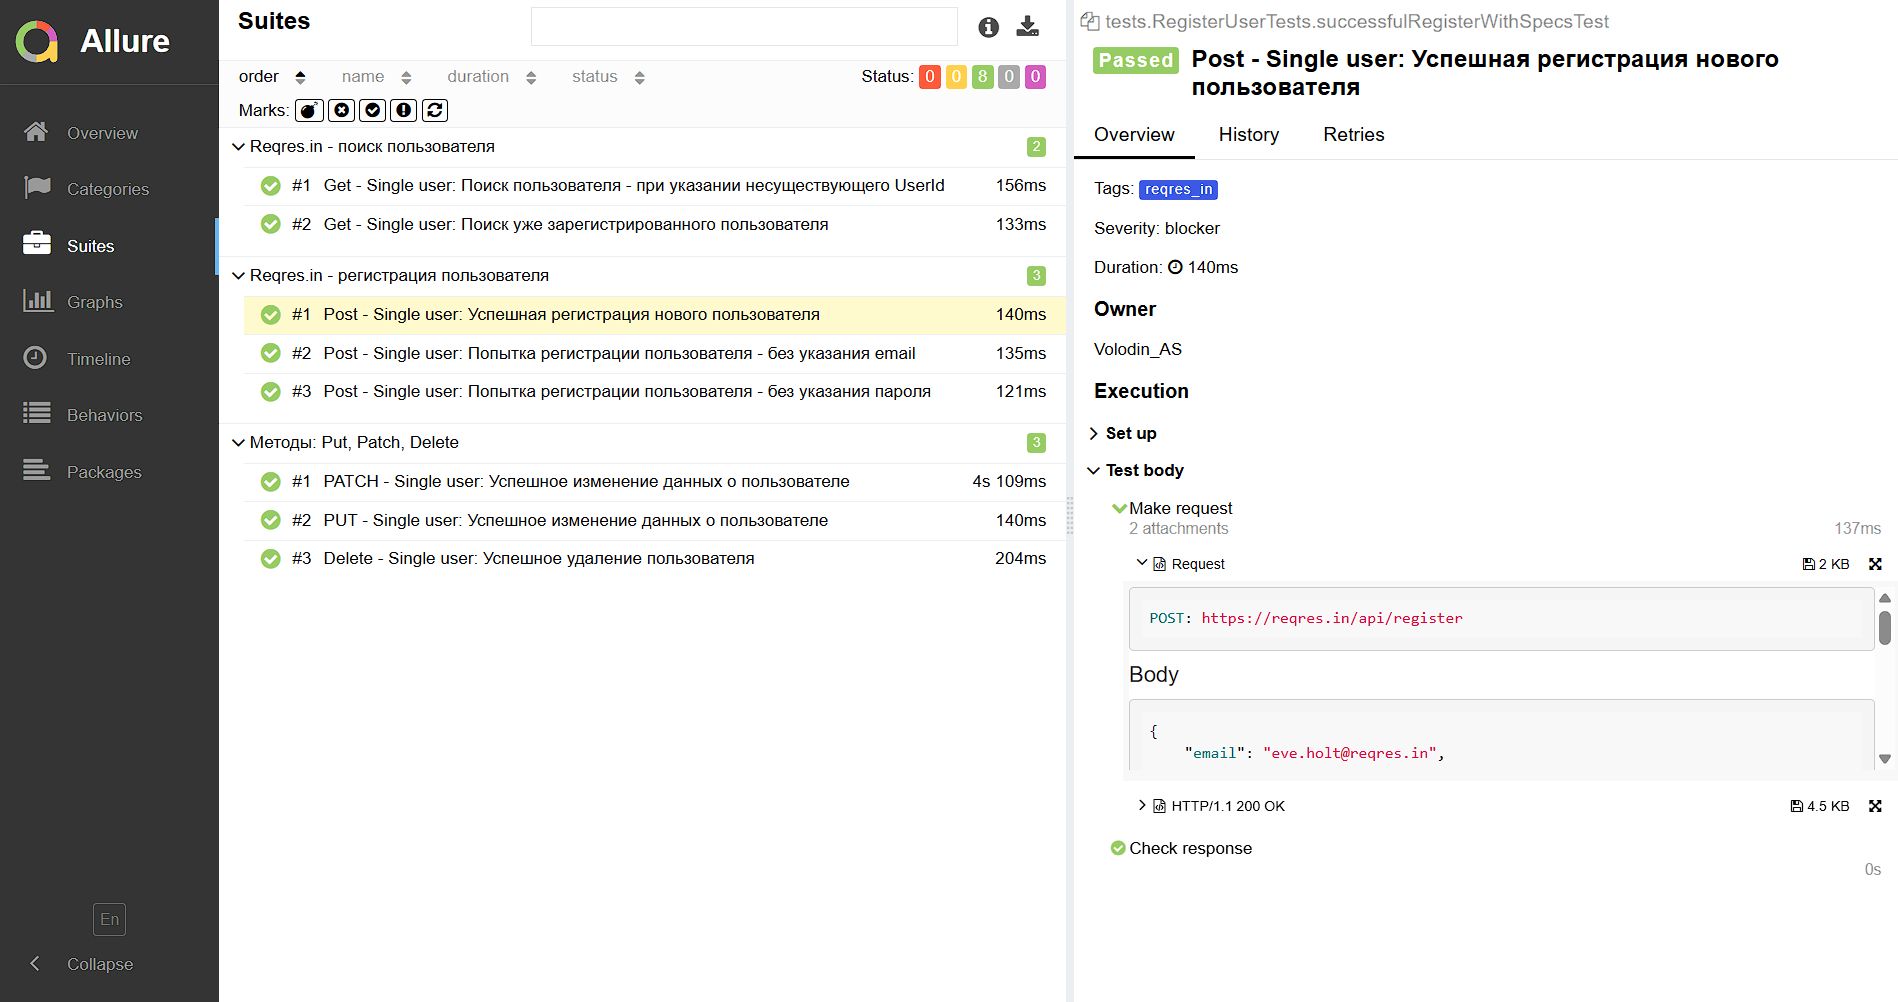 Allure
Overview
Categories
Suites
Graphs
Timeline
Behaviors
Packages
En
Collapse
Suites
order name duration status Status: 0 0 8 0 0
Marks:
Reqres.in - поиск пользователя 2
#1 Get - Single user: Поиск пользователя - при указании несуществующего UserId 156ms
#2 Get - Single user: Поиск уже зарегистрированного пользователя 133ms
Reqres.in - регистрация пользователя 3
#1 Post - Single user: Успешная регистрация нового пользователя 140ms
#2 Post - Single user: Попытка регистрации пользователя - без указания email 135ms
#3 Post - Single user: Попытка регистрации пользователя - без указания пароля 121ms
Методы: Put, Patch, Delete 3
#1 PATCH - Single user: Успешное изменение данных о пользователе 4s 109ms
#2 PUT - Single user: Успешное изменение данных о пользователе 140ms
#3 Delete - Single user: Успешное удаление пользователя 204ms
tests.RegisterUserTests.successfulRegisterWithSpecsTest
Passed Post - Single user: Успешная регистрация нового
пользователя
Overview History Retries
Tags: reqres_in
Severity: blocker
Duration: 140ms
Owner
Volodin_AS
Execution
Set up
Test body
Make request
2 attachments 137ms
Request 2 KB
POST: https://reqres.in/api/register
Body
{
"email": "eve.holt@reqres.in",
HTTP/1.1 200 OK 4.5 KB
Check response
0s